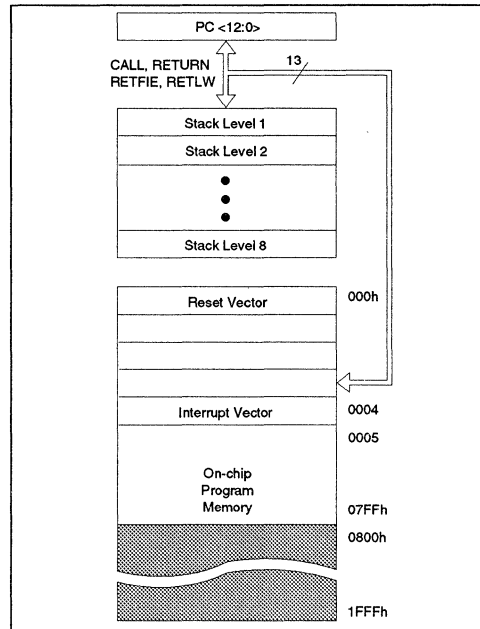 PC <12:0>
CALL, RETURN
RETFIE, RETLW
13
Stack Level 1
Stack Level 2
Stack Level 8
Reset Vector
000h
Interrupt Vector
0004
0005
On-chip
Program
Memory
07FFh
0800h
1FFFh